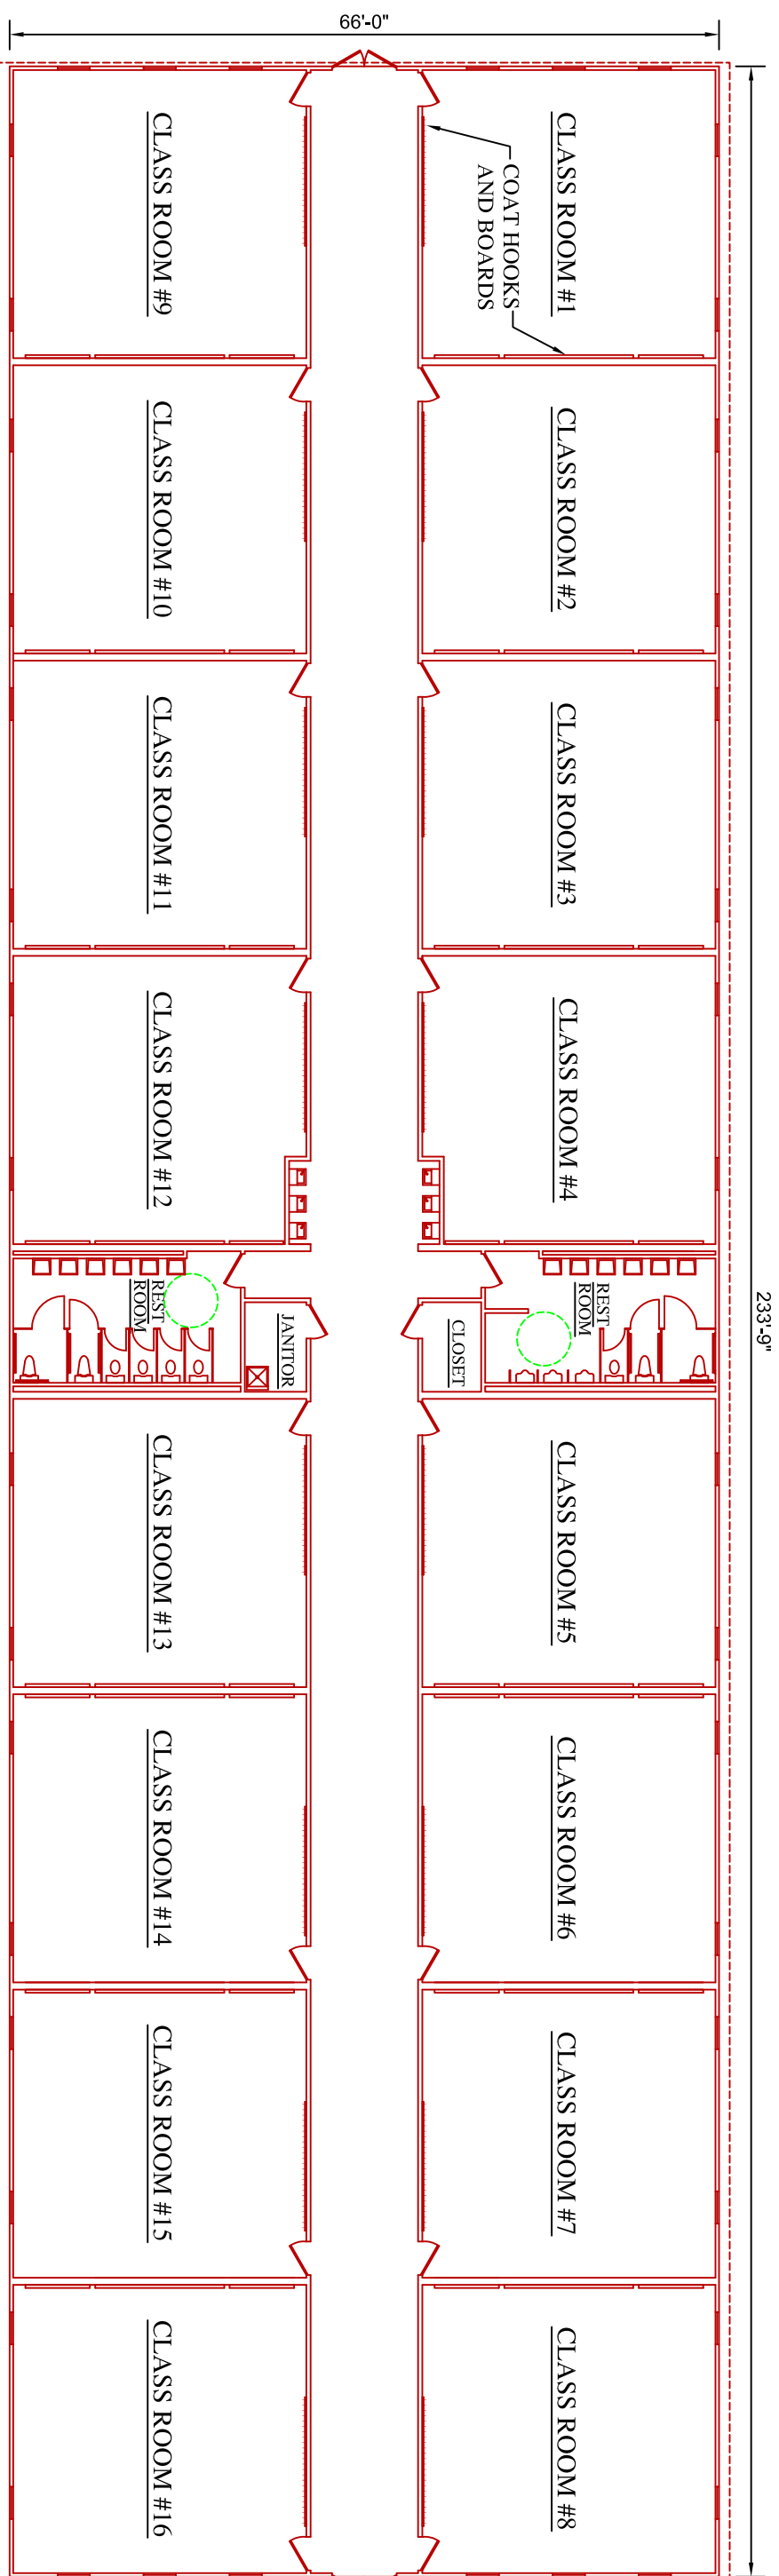 66'-0"
233'-9"
CLASS ROOM #1
COAT HOOKS
AND BOARDS
CLASS ROOM #2
CLASS ROOM #3
CLASS ROOM #4
REST
ROOM
CLOSET
CLASS ROOM #5
CLASS ROOM #6
CLASS ROOM #7
CLASS ROOM #8
CLASS ROOM #9
CLASS ROOM #10
CLASS ROOM #11
CLASS ROOM #12
JANITOR
REST
ROOM
CLASS ROOM #13
CLASS ROOM #14
CLASS ROOM #15
CLASS ROOM #16